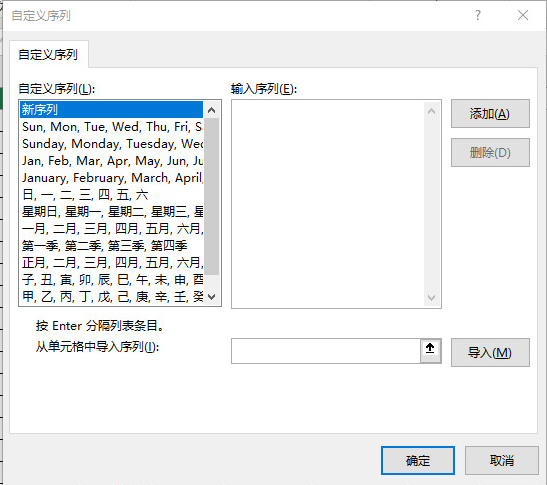 自定义序列
?
自定义序列
自定义序列(L):
输入序列(E):
新序列
Sun, Mon, Tue, Wed, Thu, Fri, Sa
Sunday, Monday, Tuesday, Wed
Jan, Feb, Mar, Apr, May, Jun, Ju
January, February, March, April,
日, 一, 二, 三, 四, 五, 六
星期日, 星期一, 星期二, 星期三, 星
一月, 二月, 三月, 四月, 五月, 六月,
第一季, 第二季, 第三季, 第四季
正月, 二月, 三月, 四月, 五月, 六月,
子, 丑, 寅, 卯, 辰, 巳, 午, 未, 申, 酉
甲, 乙, 丙, 丁, 戊, 己, 庚, 辛, 壬, 癸
添加(A)
删除(D)
按 Enter 分隔列表条目。
从单元格中导入序列(I):
导入(M)
确定
取消